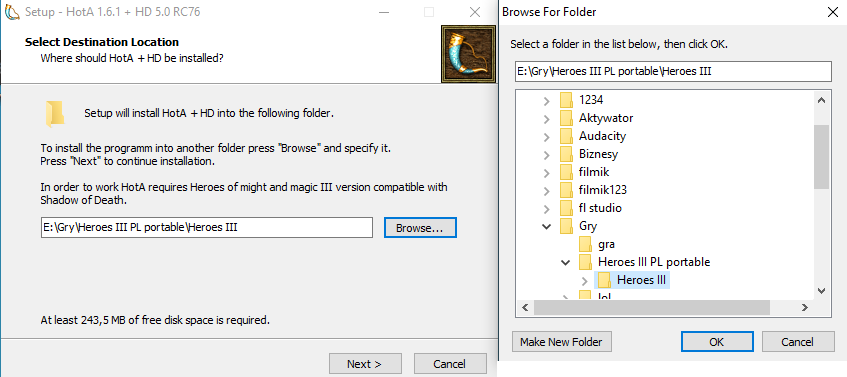 Setup - HotA 1.6.1 + HD 5.0 RC76
Select Destination Location
Where should HotA + HD be installed?
Setup will install HotA + HD into the following folder.
To install the programm into another folder press "Browse" and specify it.
Press "Next" to continue installation.
In order to work HotA requires Heroes of might and magic III version compatible with
Shadow of Death.
E:\Gry\Heroes III PL portable\Heroes III
Browse...
At least 243,5 MB of free disk space is required.
Next >
Cancel
Browse For Folder
Select a folder in the list below, then click OK.
E:\Gry\Heroes III PL portable\Heroes III
1234
Aktywator
Audacity
Biznesy
filmik
filmik123
fl studio
Gry
gra
Heroes III PL portable
Heroes III
lol
Make New Folder
OK
Cancel